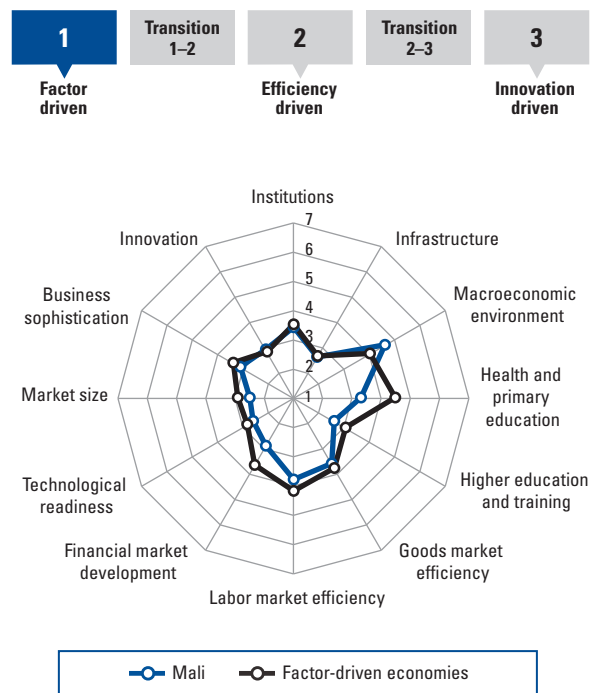 1
Transition
1–2
2
Transition
2–3
3
Factor
driven
Efficiency
driven
Innovation
driven
Institutions
7
6
5
4
3
2
1
Infrastructure
Macroeconomic
environment
Health and
primary
education
Higher education
and training
Goods market
efficiency
Labor market efficiency
Financial market
development
Technological
readiness
Market size
Business
sophistication
Innovation
Mali
Factor-driven economies